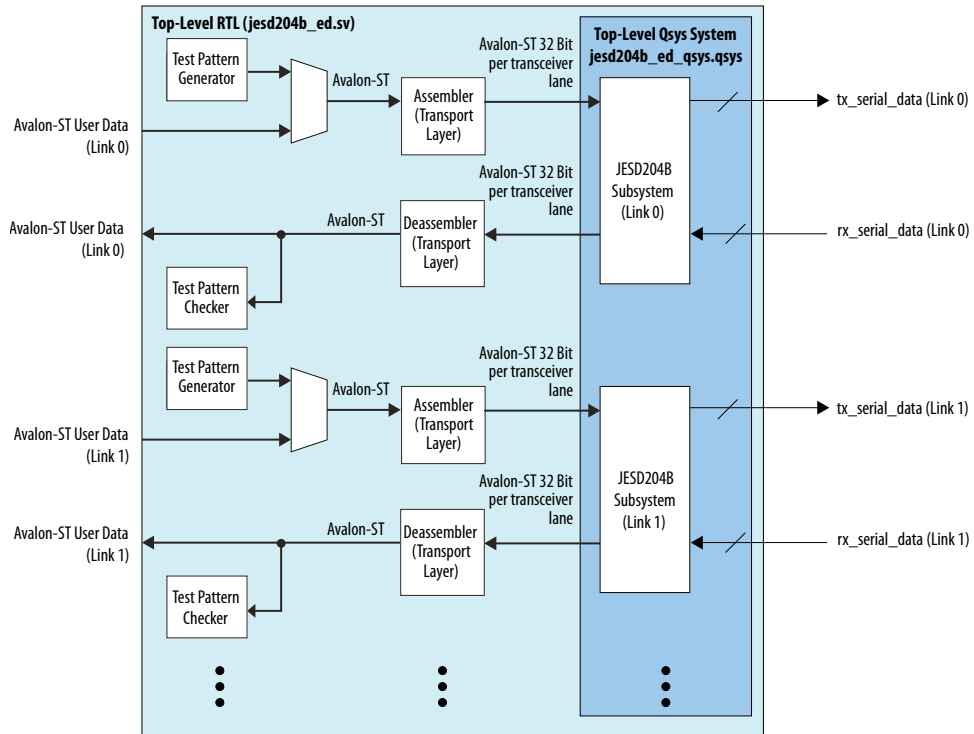 Top-Level RTL (jesd204b_ed.sv)
Top-Level Qsys System
jesd204b_ed_qsys.qsys
Test Pattern
Generator
Avalon-ST
Avalon-ST User Data
(Link 0)
Assembler
(Transport
Layer)
Avalon-ST 32 Bit
per transceiver
lane
JESD204B
Subsystem
(Link 0)
tx_serial_data (Link 0)
Avalon-ST User Data
(Link 0)
Avalon-ST
Deassembler
(Transport
Layer)
Avalon-ST 32 Bit
per transceiver
lane
rx_serial_data (Link 0)
Test Pattern
Checker
Test Pattern
Generator
Avalon-ST
Avalon-ST User Data
(Link 1)
Assembler
(Transport
Layer)
Avalon-ST 32 Bit
per transceiver
lane
JESD204B
Subsystem
(Link 1)
tx_serial_data (Link 1)
Avalon-ST User Data
(Link 1)
Avalon-ST
Deassembler
(Transport
Layer)
Avalon-ST 32 Bit
per transceiver
lane
rx_serial_data (Link 1)
Test Pattern
Checker